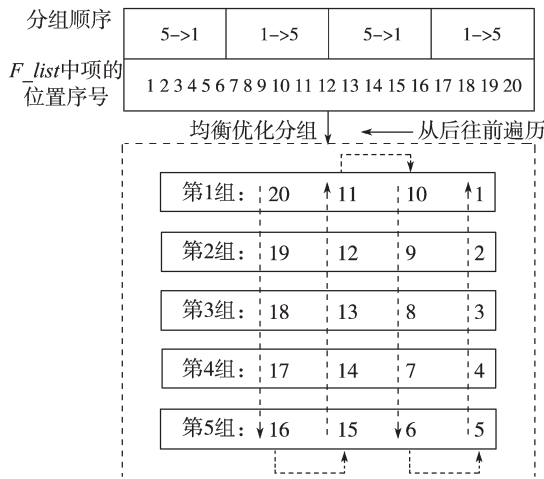 分组顺序 5->1 1->5 5->1 1->5
F_list中项的
位置序号
1 2 3 4 5 6 7 8 9 10 11 12 13 14 15 16 17 18 19 20
均衡优化分组 从后往前遍历
第1组: 20 11 10 1
第2组: 19 12 9 2
第3组: 18 13 8 3
第4组: 17 14 7 4
第5组: 16 15 6 5